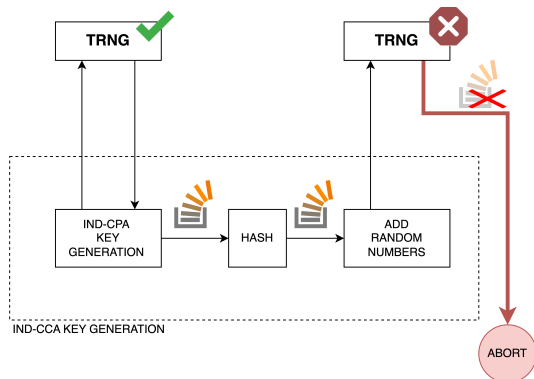 TRNG
TRNG
IND-CPA
KEY
GENERATION
HASH
ADD
RANDOM
NUMBERS
IND-CCA KEY GENERATION
ABORT